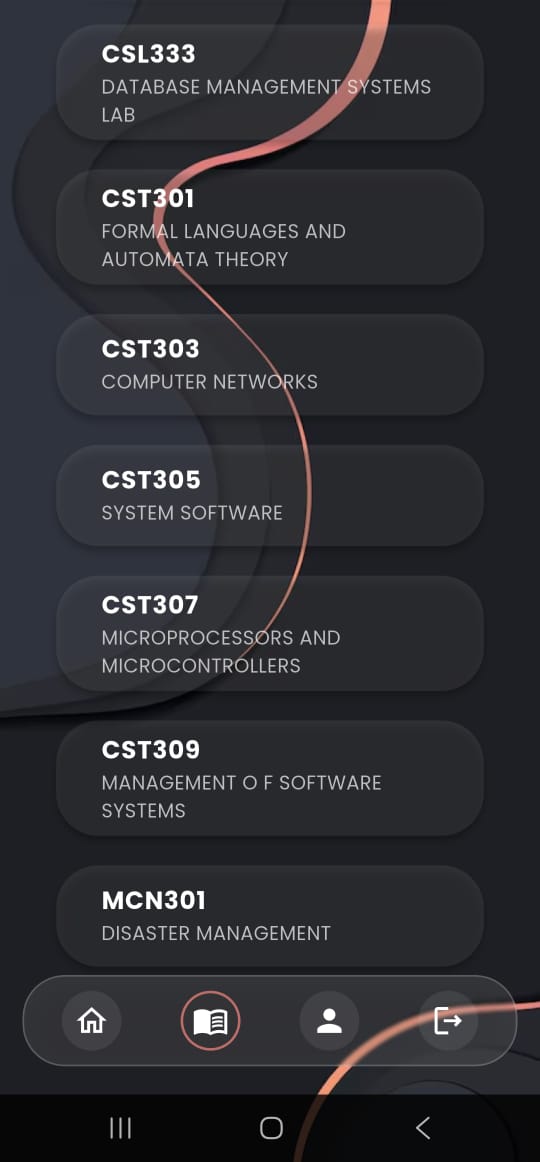 CSL333
DATABASE MANAGEMENT SYSTEMS
LAB
CST301
FORMAL LANGUAGES AND
AUTOMATA THEORY
CST303
COMPUTER NETWORKS
CST305
SYSTEM SOFTWARE
CST307
MICROPROCESSORS AND
MICROCONTROLLERS
CST309
MANAGEMENT O F SOFTWARE
SYSTEMS
MCN301
DISASTER MANAGEMENT